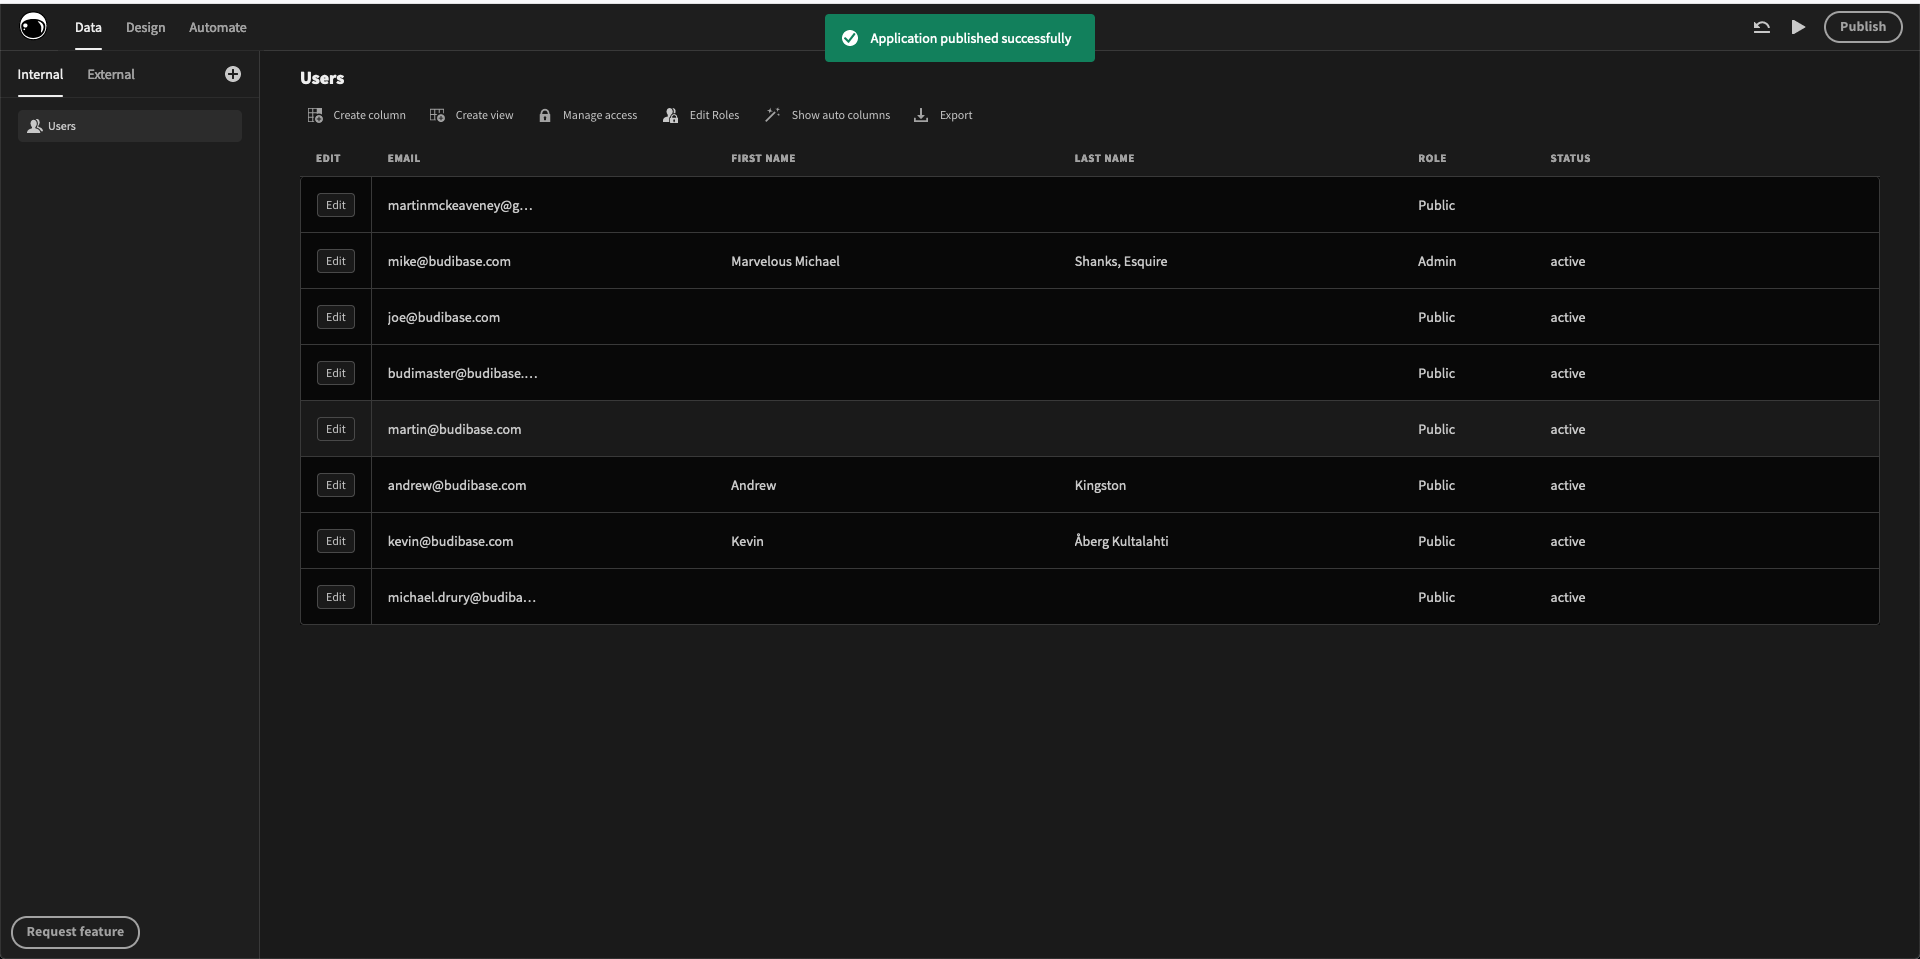 Data Design Automate
Application published successfully
Publish
Internal External
Users
Users
Create column Create view Manage access Edit Roles Show auto columns Export
EDIT EMAIL FIRST NAME LAST NAME ROLE STATUS
Edit martinmckeaveney@g... Public
Edit mike@budibase.com Marvelous Michael Shanks, Esquire Admin active
Edit joe@budibase.com Public active
Edit budimaster@budibase.... Public active
Edit martin@budibase.com Public active
Edit andrew@budibase.com Andrew Kingston Public active
Edit kevin@budibase.com Kevin Åberg Kultalahti Public active
Edit michael.drury@budiba... Public active
Request feature